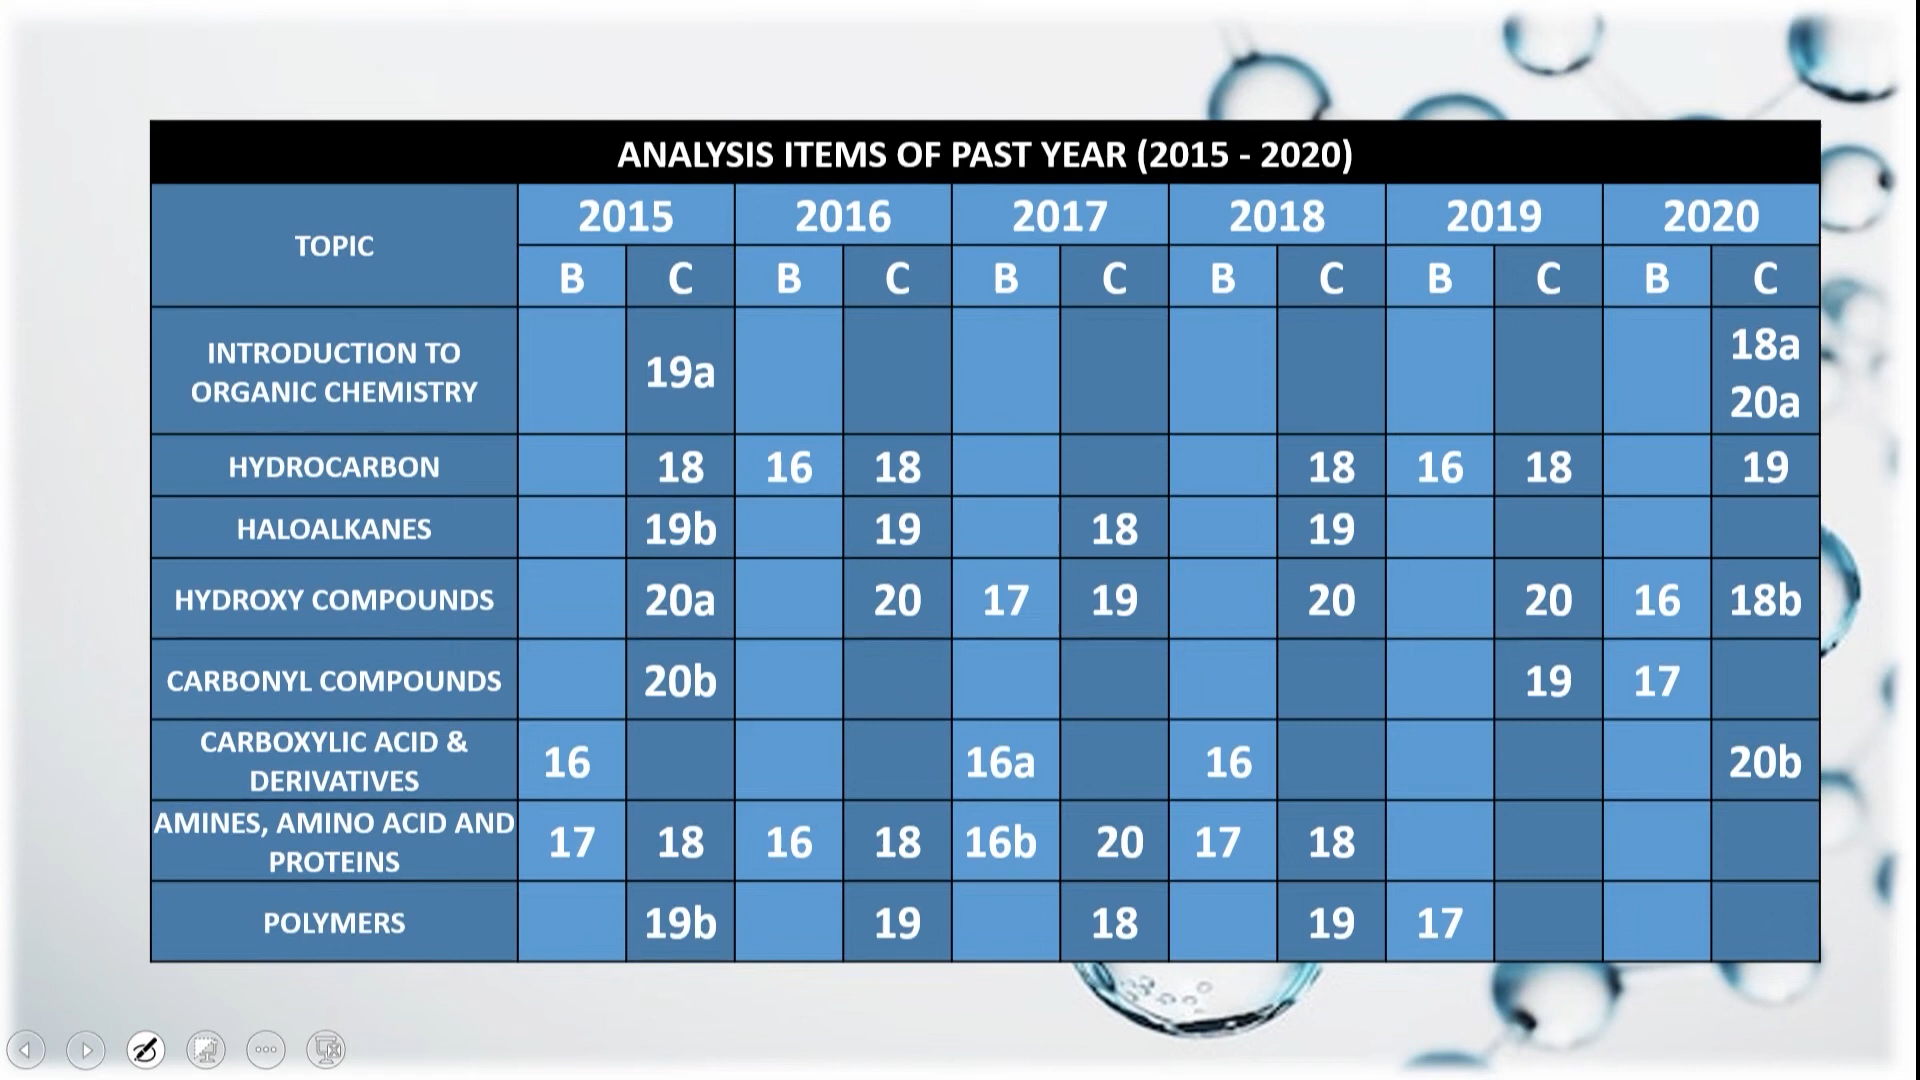 ANALYSIS ITEMS OF PAST YEAR (2015 - 2020)
TOPIC 2015 2016 2017 2018 2019 2020
B C B C B C B C B C B C
INTRODUCTION TO
ORGANIC CHEMISTRY
19a
18a
20a
HYDROCARBON 18 16 18 18 16 18 19
HALOALKANES 19b 19 18 19
HYDROXY COMPOUNDS 20a 20 17 19 20 20 16 18b
CARBONYL COMPOUNDS 20b 19 17
CARBOXYLIC ACID &
DERIVATIVES
16 16a 16 20b
AMINES, AMINO ACID AND
PROTEINS
17 18 16 18 16b 20 17 18
POLYMERS 19b 19 18 19 17